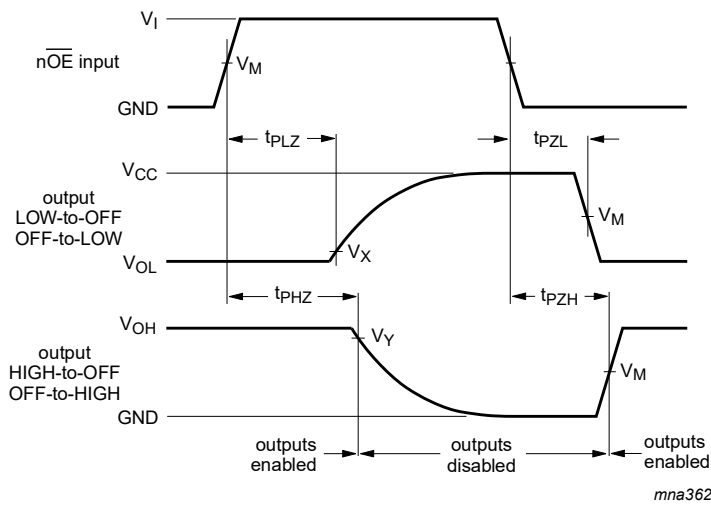 V_I
nOE input
V_M
GND
t_PLZ
t_PZL
V_CC
output
LOW-to-OFF
OFF-to-LOW
V_M
V_X
V_OL
t_PHZ
t_PZH
V_OH
V_Y
output
HIGH-to-OFF
OFF-to-HIGH
V_M
GND
outputs
enabled
outputs
disabled
outputs
enabled
mna362